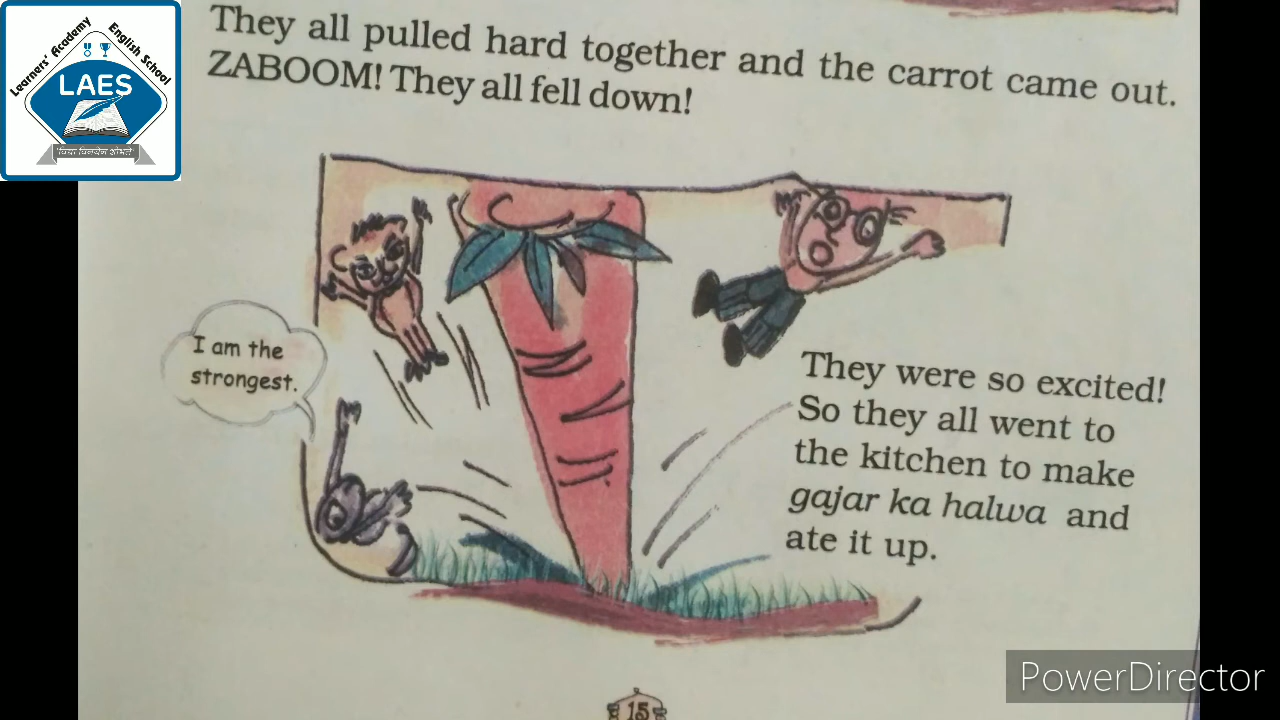 Learners' Academy English School
LAES
विद्या विनयेन शोभते
They all pulled hard together and the carrot came out.
ZABOOM! They all fell down!
I am the
strongest.
They were so excited!
So they all went to
the kitchen to make
gajar ka halwa and
ate it up.
PowerDirector
15